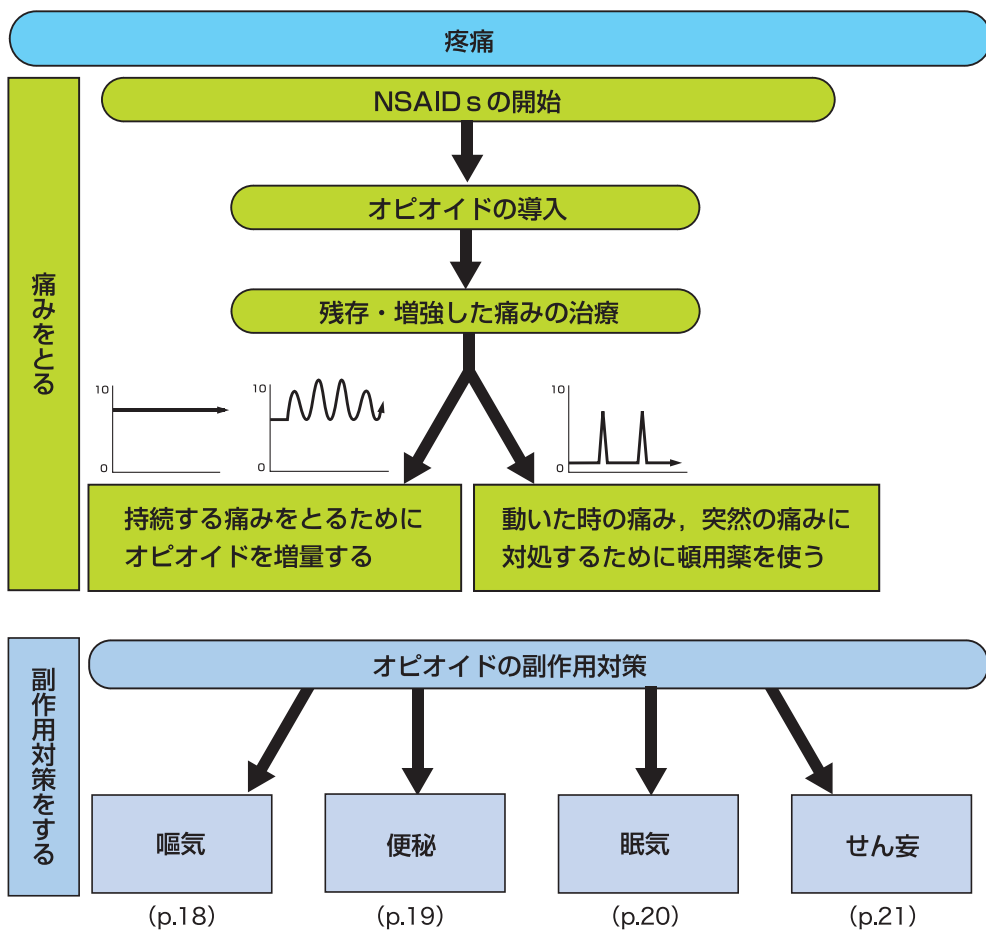 疼痛
痛みをとる
NSAIDｓの開始
オピオイドの導入
残存・増強した痛みの治療
10
0
10
0
10
0
持続する痛みをとるために
オピオイドを増量する
動いた時の痛み，突然の痛みに
対処するために頓用薬を使う
副作用対策をする
オピオイドの副作用対策
嘔気
便秘
眠気
せん妄
（p.18）
（p.19）
（p.20）
（p.21）